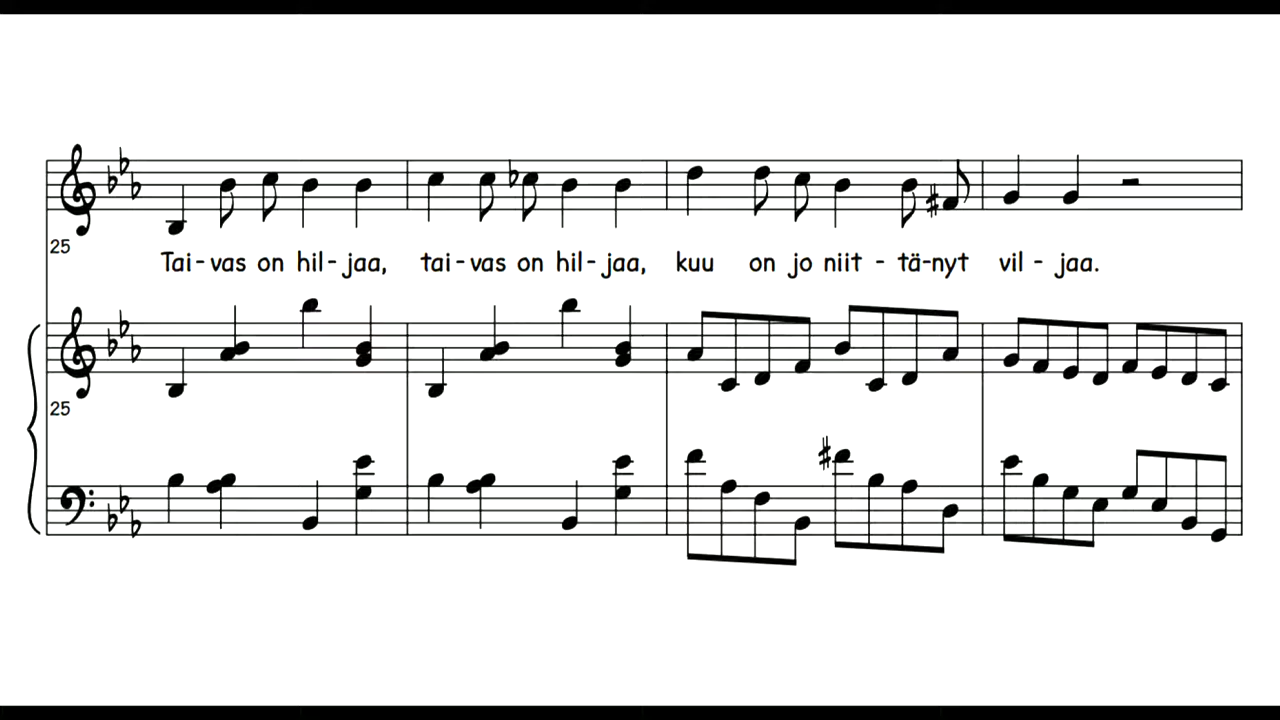 25
Tai-vas on hil-jaa, tai-vas on hil-jaa, kuu on jo niit - tä-nyt vil - jaa.
25